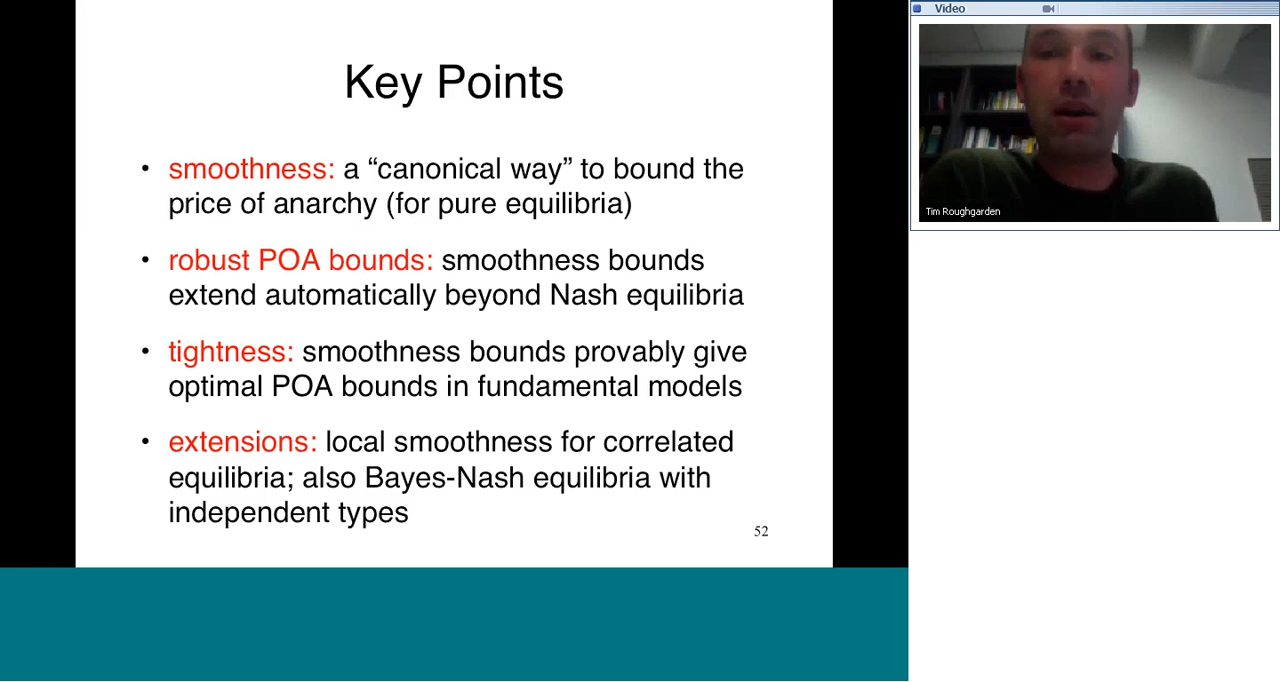 Key Points
• smoothness: a “canonical way” to bound the
price of anarchy (for pure equilibria)
• robust POA bounds: smoothness bounds
extend automatically beyond Nash equilibria
• tightness: smoothness bounds provably give
optimal POA bounds in fundamental models
• extensions: local smoothness for correlated
equilibria; also Bayes-Nash equilibria with
independent types
52
Video
Tim Roughgarden